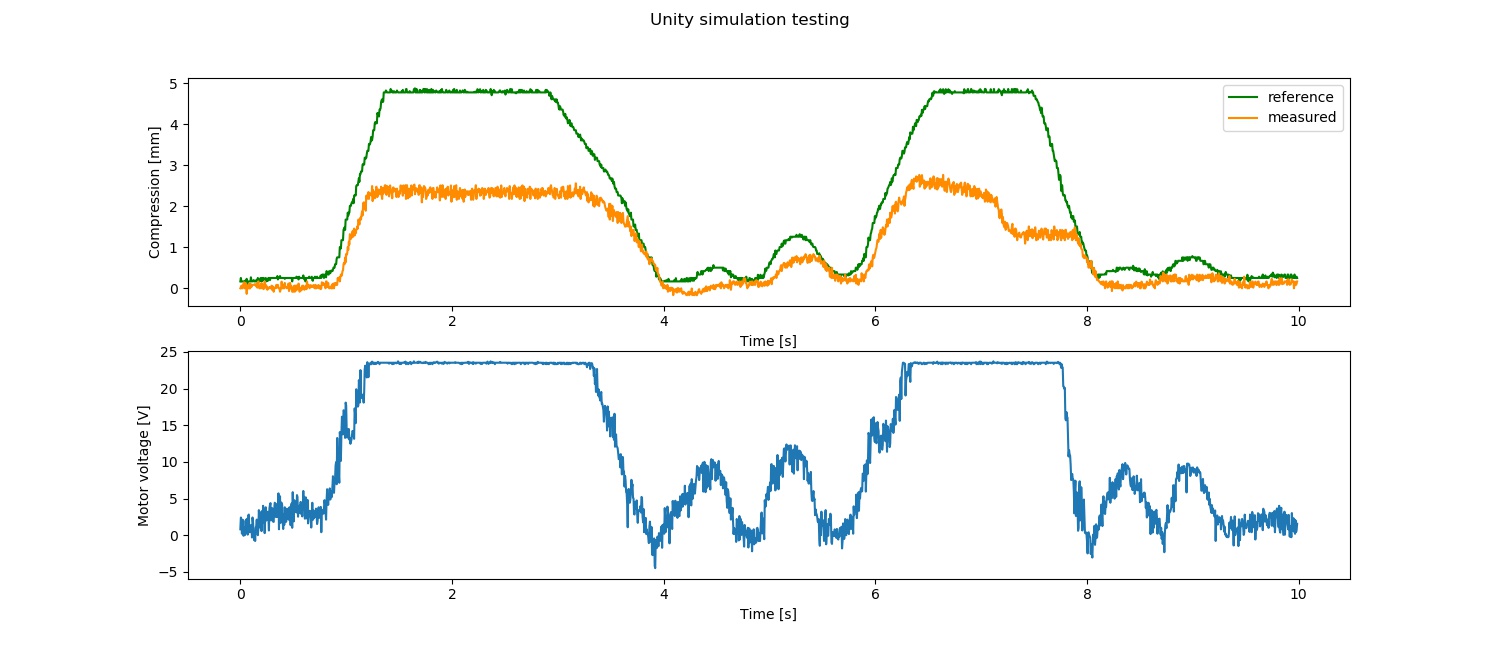 Unity simulation testing
5
4
3
2
1
0
Compression [mm]
reference
measured
0 2 4 6 8 10
Time [s]
25
20
15
10
5
0
−5
Motor voltage [V]
0 2 4 6 8 10
Time [s]